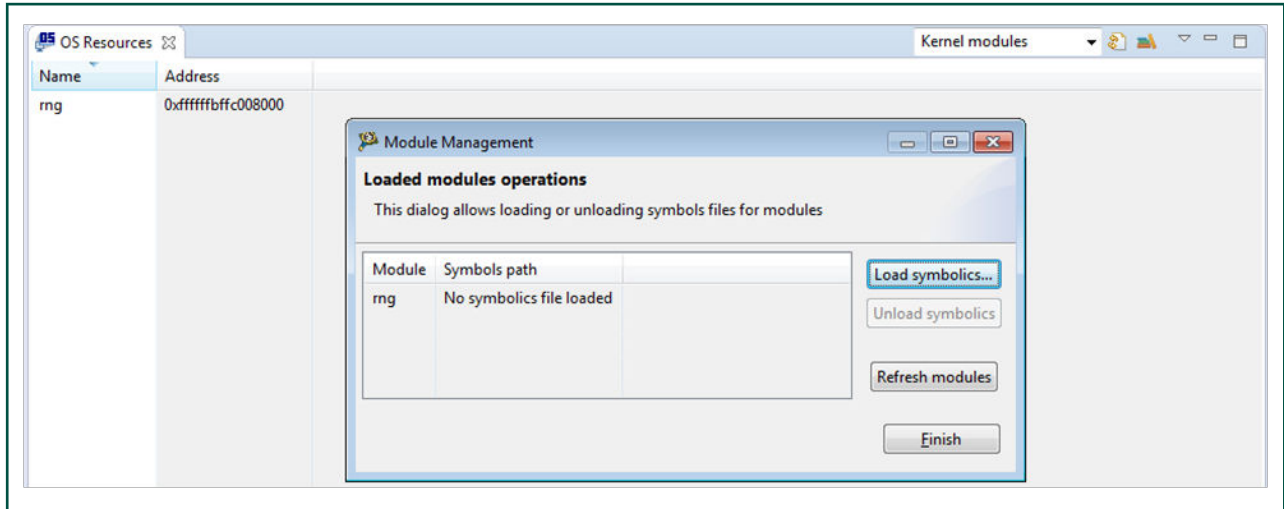 OS Resources
Kernel modules
Name Address
rng 0xffffffbffc008000
Module Management
Loaded modules operations
This dialog allows loading or unloading symbols files for modules
Module Symbols path
rng No symbolics file loaded
Load symbolics...
Unload symbolics
Refresh modules
Finish